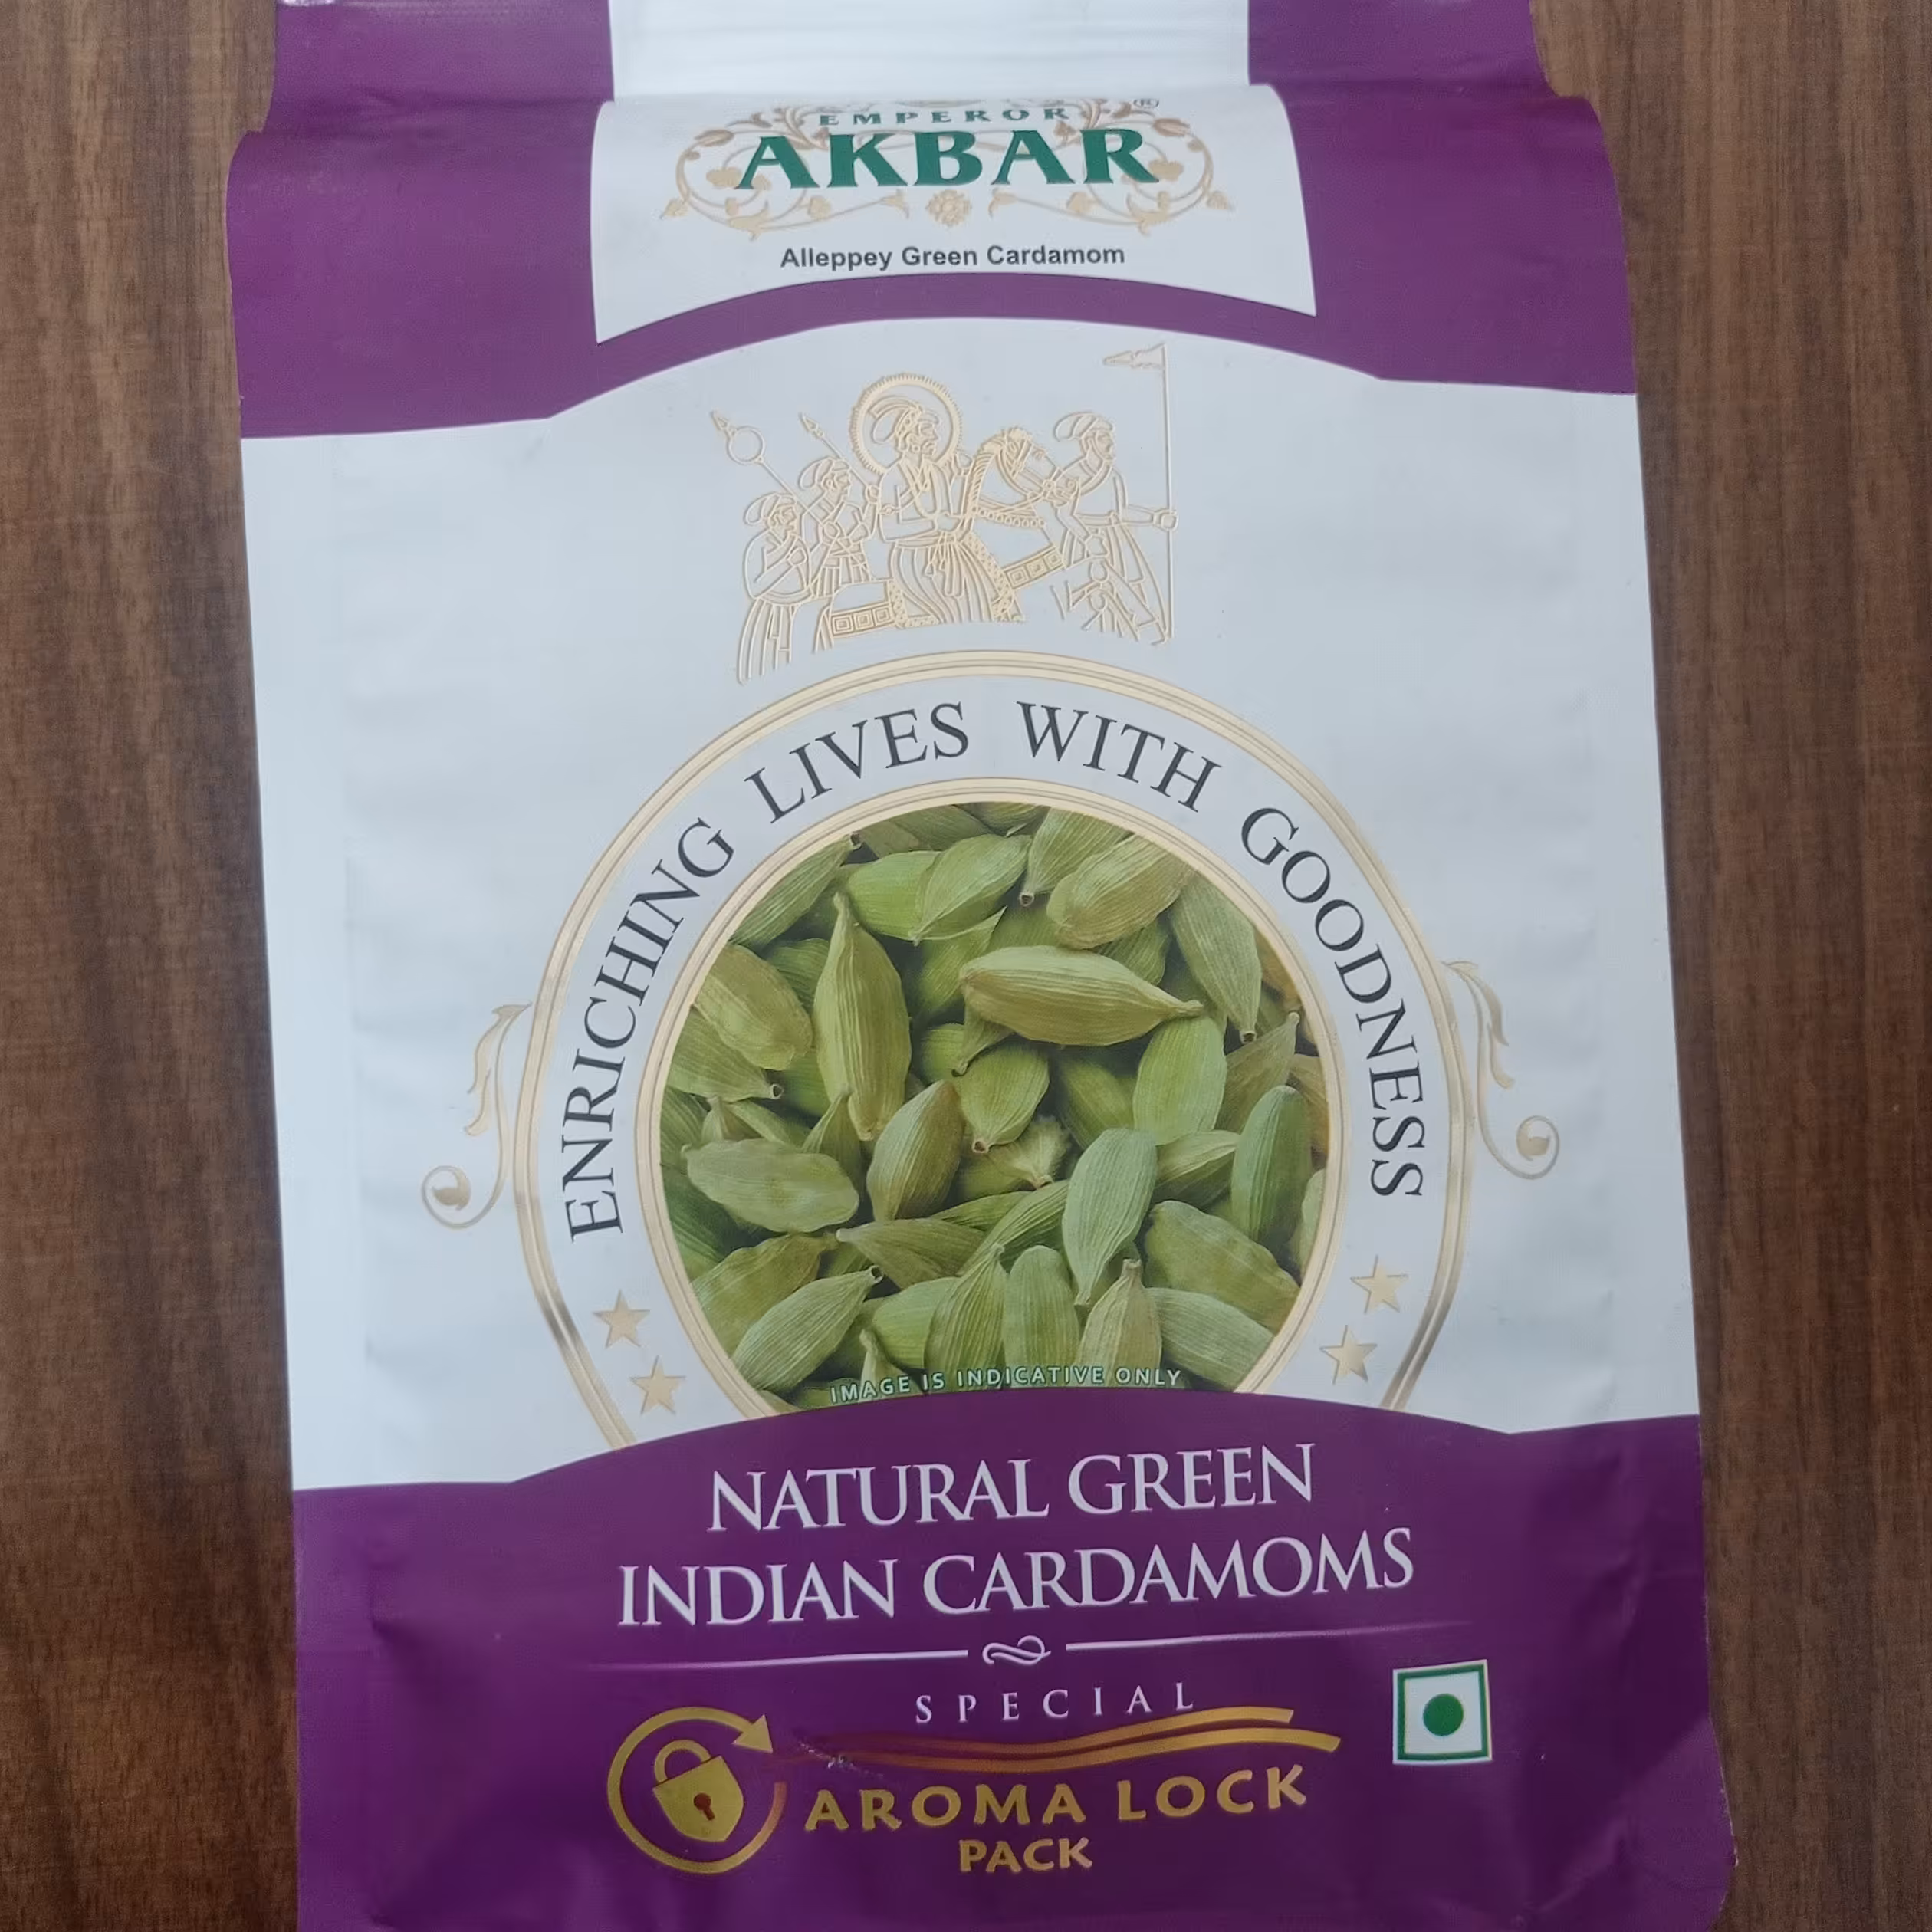 EMPEROR ®
AKBAR
Alleppey Green Cardamom
ENRICHING LIVES WITH GOODNESS
IMAGE IS INDICATIVE ONLY
NATURAL GREEN
INDIAN CARDAMOMS
SPECIAL
AROMA LOCK
PACK